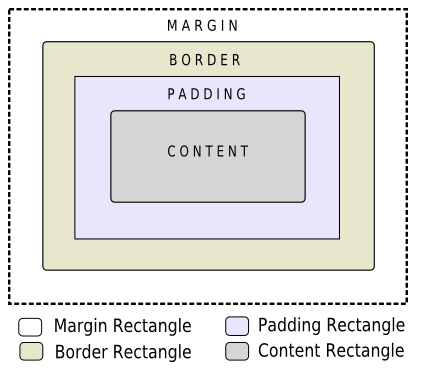 MARGIN
BORDER
PADDING
CONTENT
Margin Rectangle Padding Rectangle
Border Rectangle Content Rectangle